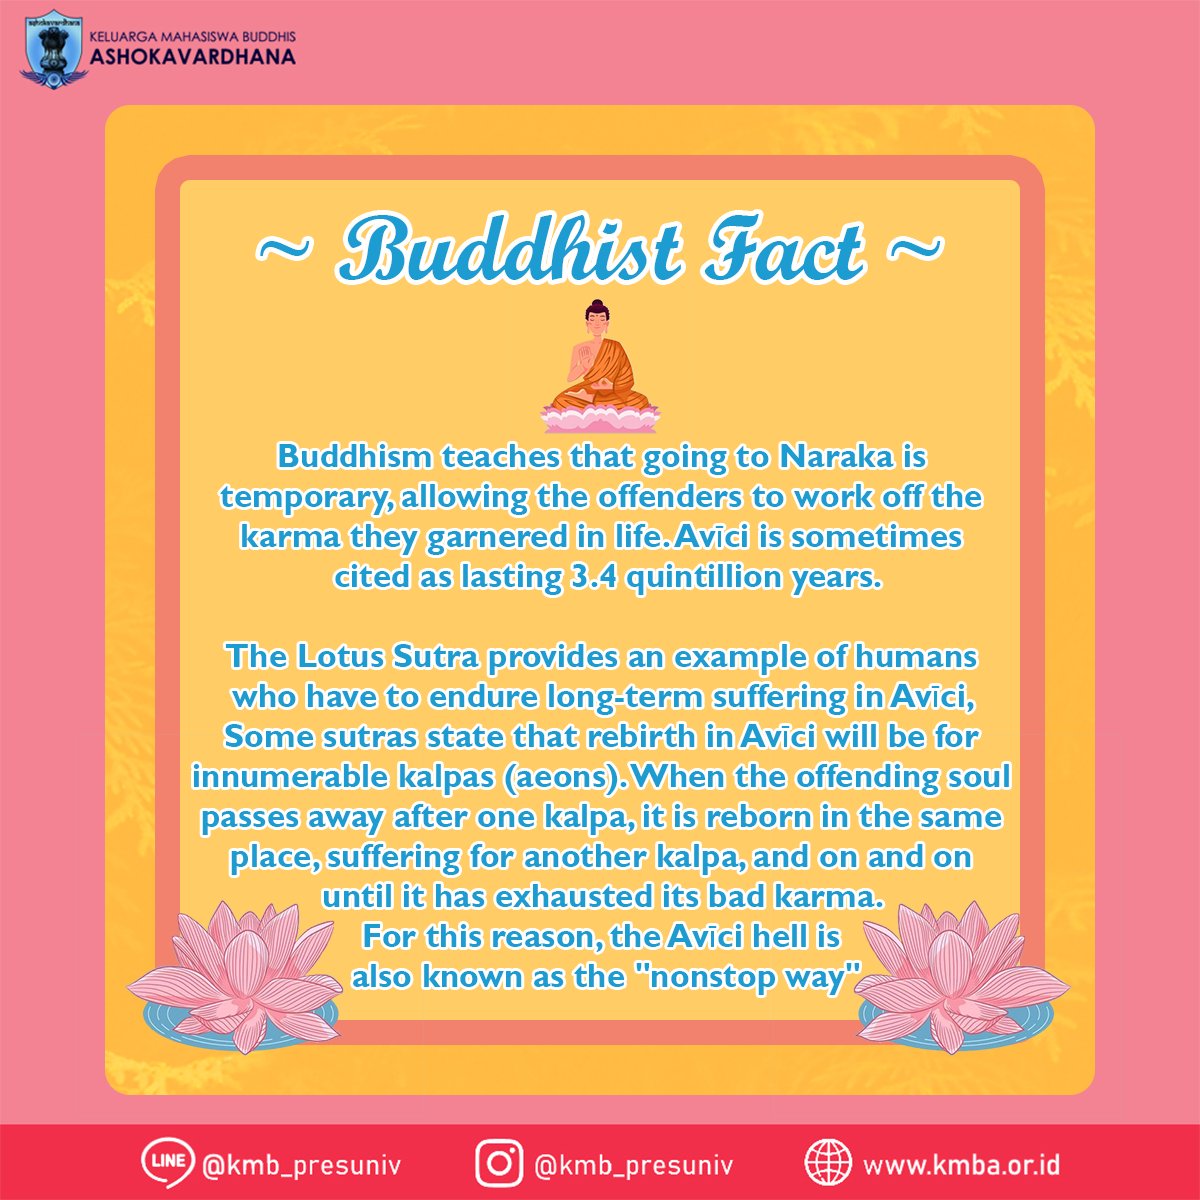 ashokavardhana
KELUARGA MAHASISWA BUDDHIS
ASHOKAVARDHANA
~ Buddhist Fact ~
Buddhism teaches that going to Naraka is
temporary, allowing the offenders to work off the
karma they garnered in life. Avīci is sometimes
cited as lasting 3.4 quintillion years.
The Lotus Sutra provides an example of humans
who have to endure long-term suffering in Avīci,
Some sutras state that rebirth in Avīci will be for
innumerable kalpas (aeons). When the offending soul
passes away after one kalpa, it is reborn in the same
place, suffering for another kalpa, and on and on
until it has exhausted its bad karma.
For this reason, the Avīci hell is
also known as the "nonstop way"
LINE @kmb_presuniv @kmb_presuniv www.kmba.or.id